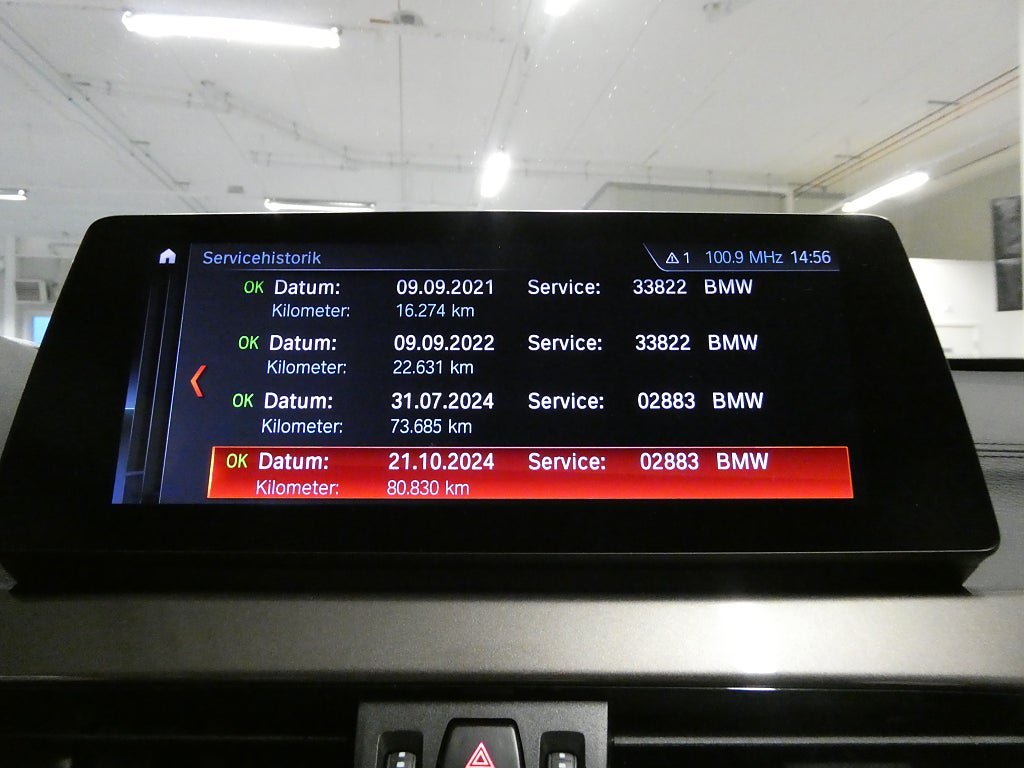 Servicehistorik 1 100.9 MHz 14:56
OK Datum: 09.09.2021 Service: 33822 BMW
Kilometer: 16.274 km
OK Datum: 09.09.2022 Service: 33822 BMW
Kilometer: 22.631 km
OK Datum: 31.07.2024 Service: 02883 BMW
Kilometer: 73.685 km
OK Datum: 21.10.2024 Service: 02883 BMW
Kilometer: 80.830 km